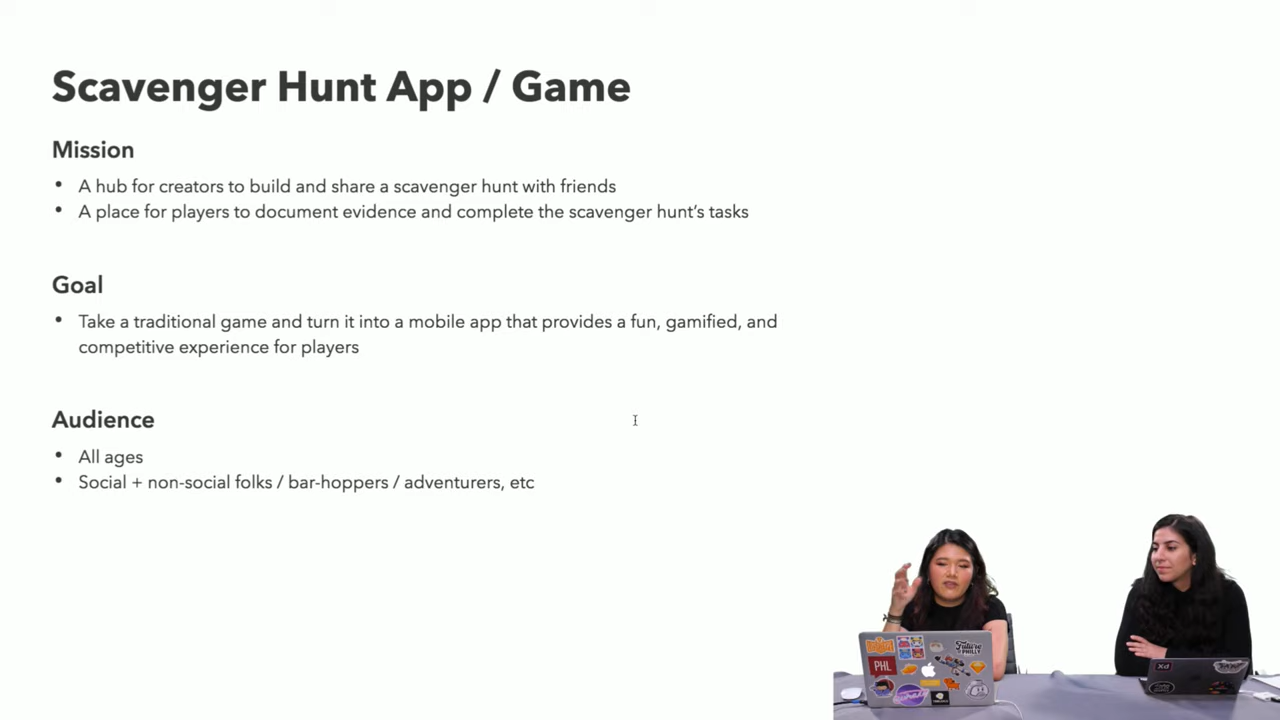 Scavenger Hunt App / Game
Mission
• A hub for creators to build and share a scavenger hunt with friends
• A place for players to document evidence and complete the scavenger hunt’s tasks
Goal
• Take a traditional game and turn it into a mobile app that provides a fun, gamified, and
competitive experience for players
Audience
• All ages
• Social + non-social folks / bar-hoppers / adventurers, etc
Future
PHILLY
PHL
Xd